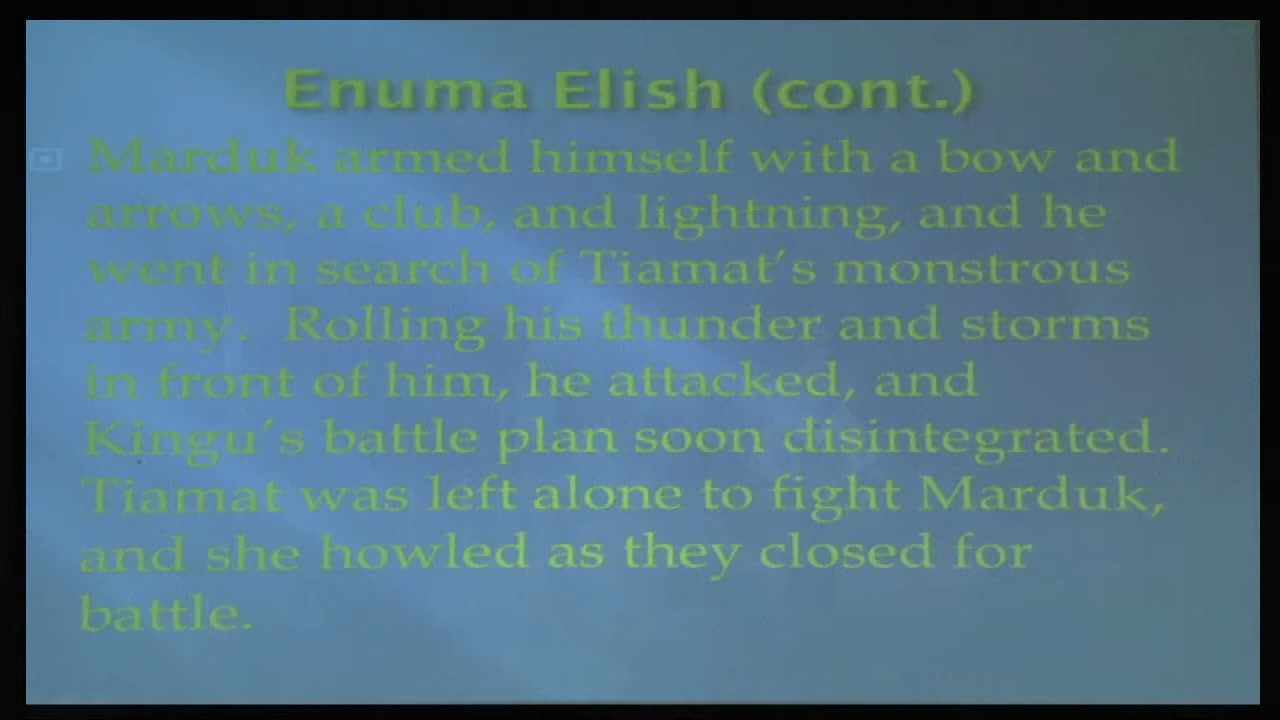 Enuma Elish (cont.)
Marduk armed himself with a bow and
arrows, a club, and lightning, and he
went in search of Tiamat's monstrous
army.  Rolling his thunder and storms
in front of him, he attacked, and
Kingu's battle plan soon disintegrated.
Tiamat was left alone to fight Marduk,
and she howled as they closed for
battle.